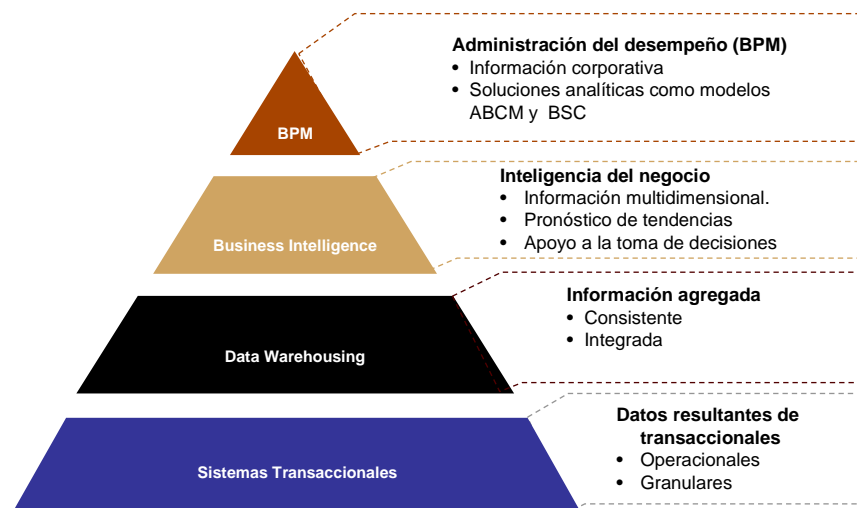 BPM
Administración del desempeño (BPM)
• Información corporativa
• Soluciones analíticas como modelos
ABCM y BSC
Business Intelligence
Inteligencia del negocio
• Información multidimensional.
• Pronóstico de tendencias
• Apoyo a la toma de decisiones
Data Warehousing
Información agregada
• Consistente
• Integrada
Sistemas Transaccionales
Datos resultantes de
transaccionales
• Operacionales
• Granulares